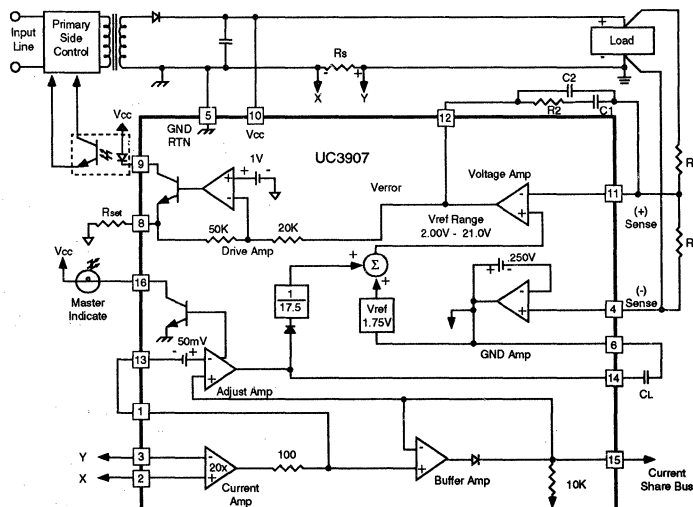 Input
Line
Primary
Side
Control
Rs
-
+
X
Y
+
-
Load
C2
R2
C1
R
R
Vcc
5
GND
RTN
10
Vcc
12
UC3907
9
1V
+
-
+
-
Verror
Voltage Amp
-
+
11
(+)
Sense
Vref Range
2.00V - 21.0V
Rset
8
50K
20K
Drive Amp
Vcc
16
Master
Indicate
1
17.5
+
Σ
+
Vref
1.75V
.250V
+
-
-
+
4
(-)
Sense
GND Amp
6
50mV
13
-
+
-
+
Adjust Amp
14
CL
1
Y
3
X
2
-
20x
+
Current
Amp
100
-
+
Buffer Amp
10K
15
Current
Share Bus